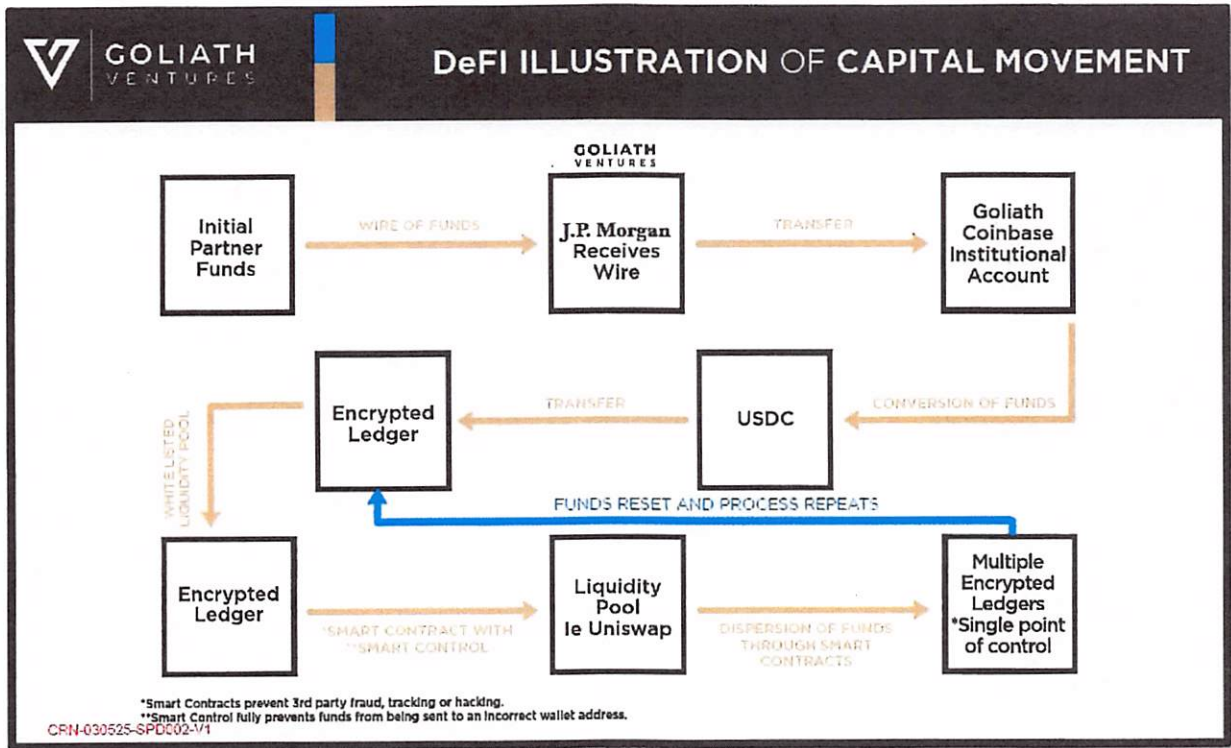 GOLIATH
VENTURES
DeFI ILLUSTRATION OF CAPITAL MOVEMENT
GOLIATH
VENTURES
Initial
Partner
Funds
WIRE OF FUNDS
J.P. Morgan
Receives
Wire
TRANSFER
Goliath
Coinbase
Institutional
Account
CONVERSION OF FUNDS
USDC
TRANSFER
Encrypted
Ledger
WHITE LISTED
LIQUIDITY POOL
FUNDS RESET AND PROCESS REPEATS
Encrypted
Ledger
*SMART CONTRACT WITH
**SMART CONTROL
Liquidity
Pool
Ie Uniswap
DISPERSION OF FUNDS
THROUGH SMART
CONTRACTS
Multiple
Encrypted
Ledgers
*Single point
of control
*Smart Contracts prevent 3rd party fraud, tracking or hacking.
**Smart Control fully prevents funds from being sent to an incorrect wallet address.
CRN-030525-SPD002-V1